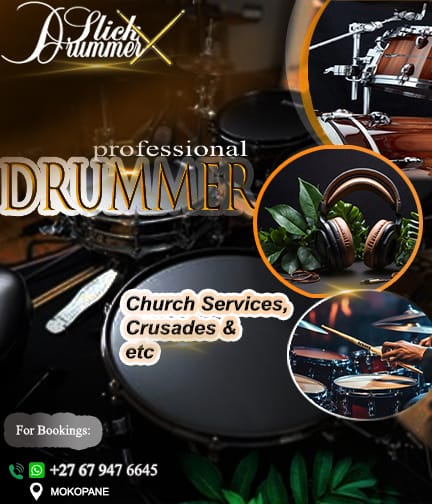 Slick
Drummer
professional
DRUMMER
Church Services,
Crusades &
etc
For Bookings:
+27 67 947 6645
MOKOPANE